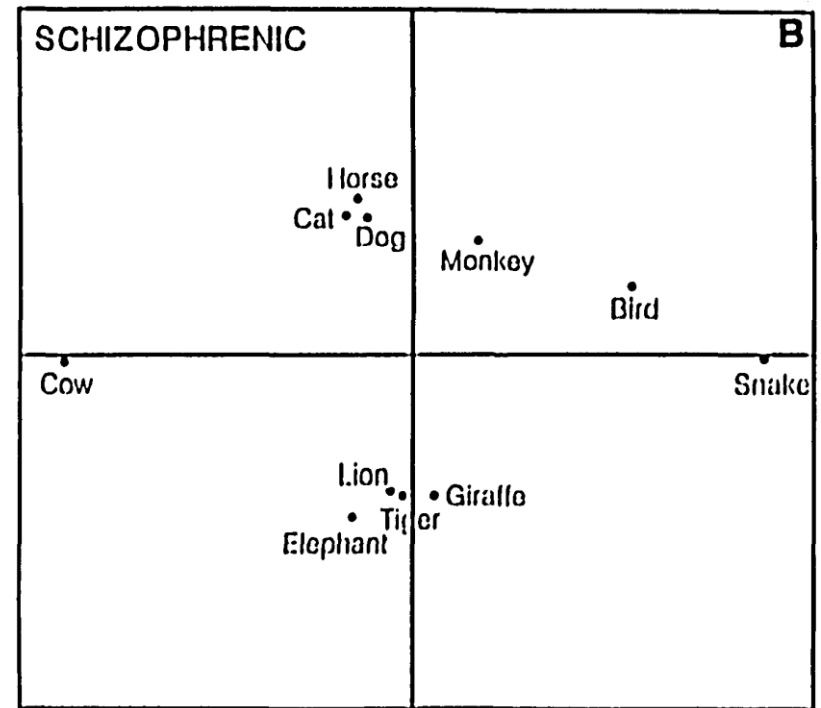 SCHIZOPHRENIC
B
Horse
Cat
Dog
Monkey
Bird
Cow
Snake
Lion
Giraffe
Tiger
Elephant